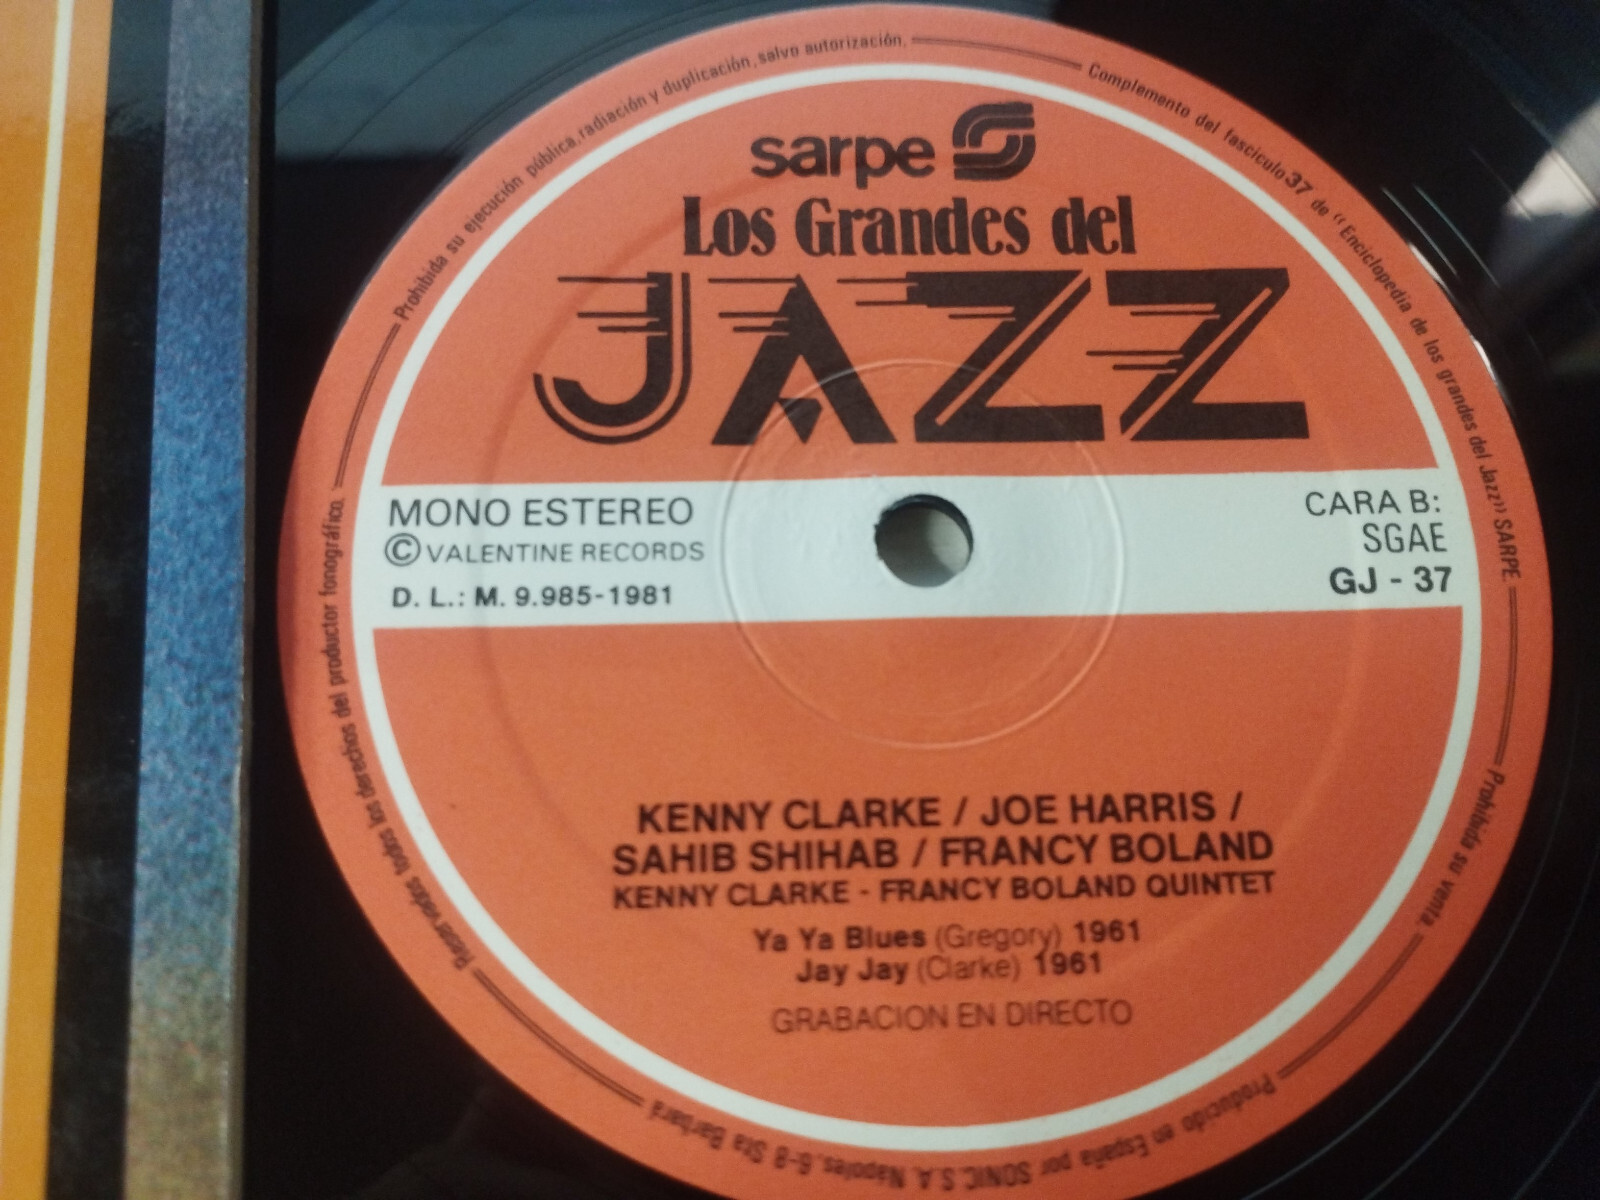 sarpe
Los Grandes del
JAZZ
MONO ESTEREO
© VALENTINE RECORDS
D. L.: M. 9.985-1981
CARA B:
SGAE
GJ - 37
KENNY CLARKE / JOE HARRIS /
SAHIB SHIHAB / FRANCY BOLAND
KENNY CLARKE - FRANCY BOLAND QUINTET
Ya Ya Blues (Gregory) 1961
Jay Jay (Clarke) 1961
GRABACION EN DIRECTO
Reservados todos los derechos del productor fonográfico.
Prohibida su ejecución pública, radiación y duplicación, salvo autorización.
Complemento del fascículo 37 de «Enciclopedia de los grandes del Jazz» SARPE.
Prohibida su venta.
Producido en España por SONIC, S.A. Nápoles, 6-8 Sta Barbará